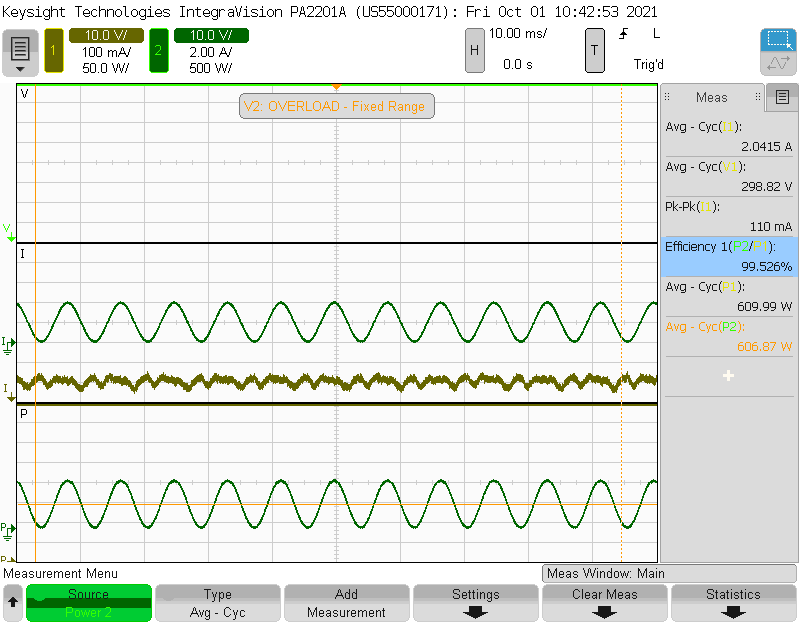 Keysight Technologies IntegraVision PA2201A (US55000171): Fri Oct 01 10:42:53 2021
1
10.0 V/
100 mA/
50.0 W/
2
10.0 V/
2.00 A/
500 W/
H
10.00 ms/
0.0 s
T
L
Trig'd
V
V2: OVERLOAD - Fixed Range
V
I
I
I
P
P
P
Meas
Avg - Cyc(I1):
2.0415 A
Avg - Cyc(V1):
298.82 V
Pk-Pk(I1):
110 mA
Efficiency 1(P2/P1):
99.526%
Avg - Cyc(P1):
609.99 W
Avg - Cyc(P2):
606.87 W
Measurement Menu
Meas Window: Main
Source
Power 2
Type
Avg - Cyc
Add
Measurement
Settings
Clear Meas
Statistics